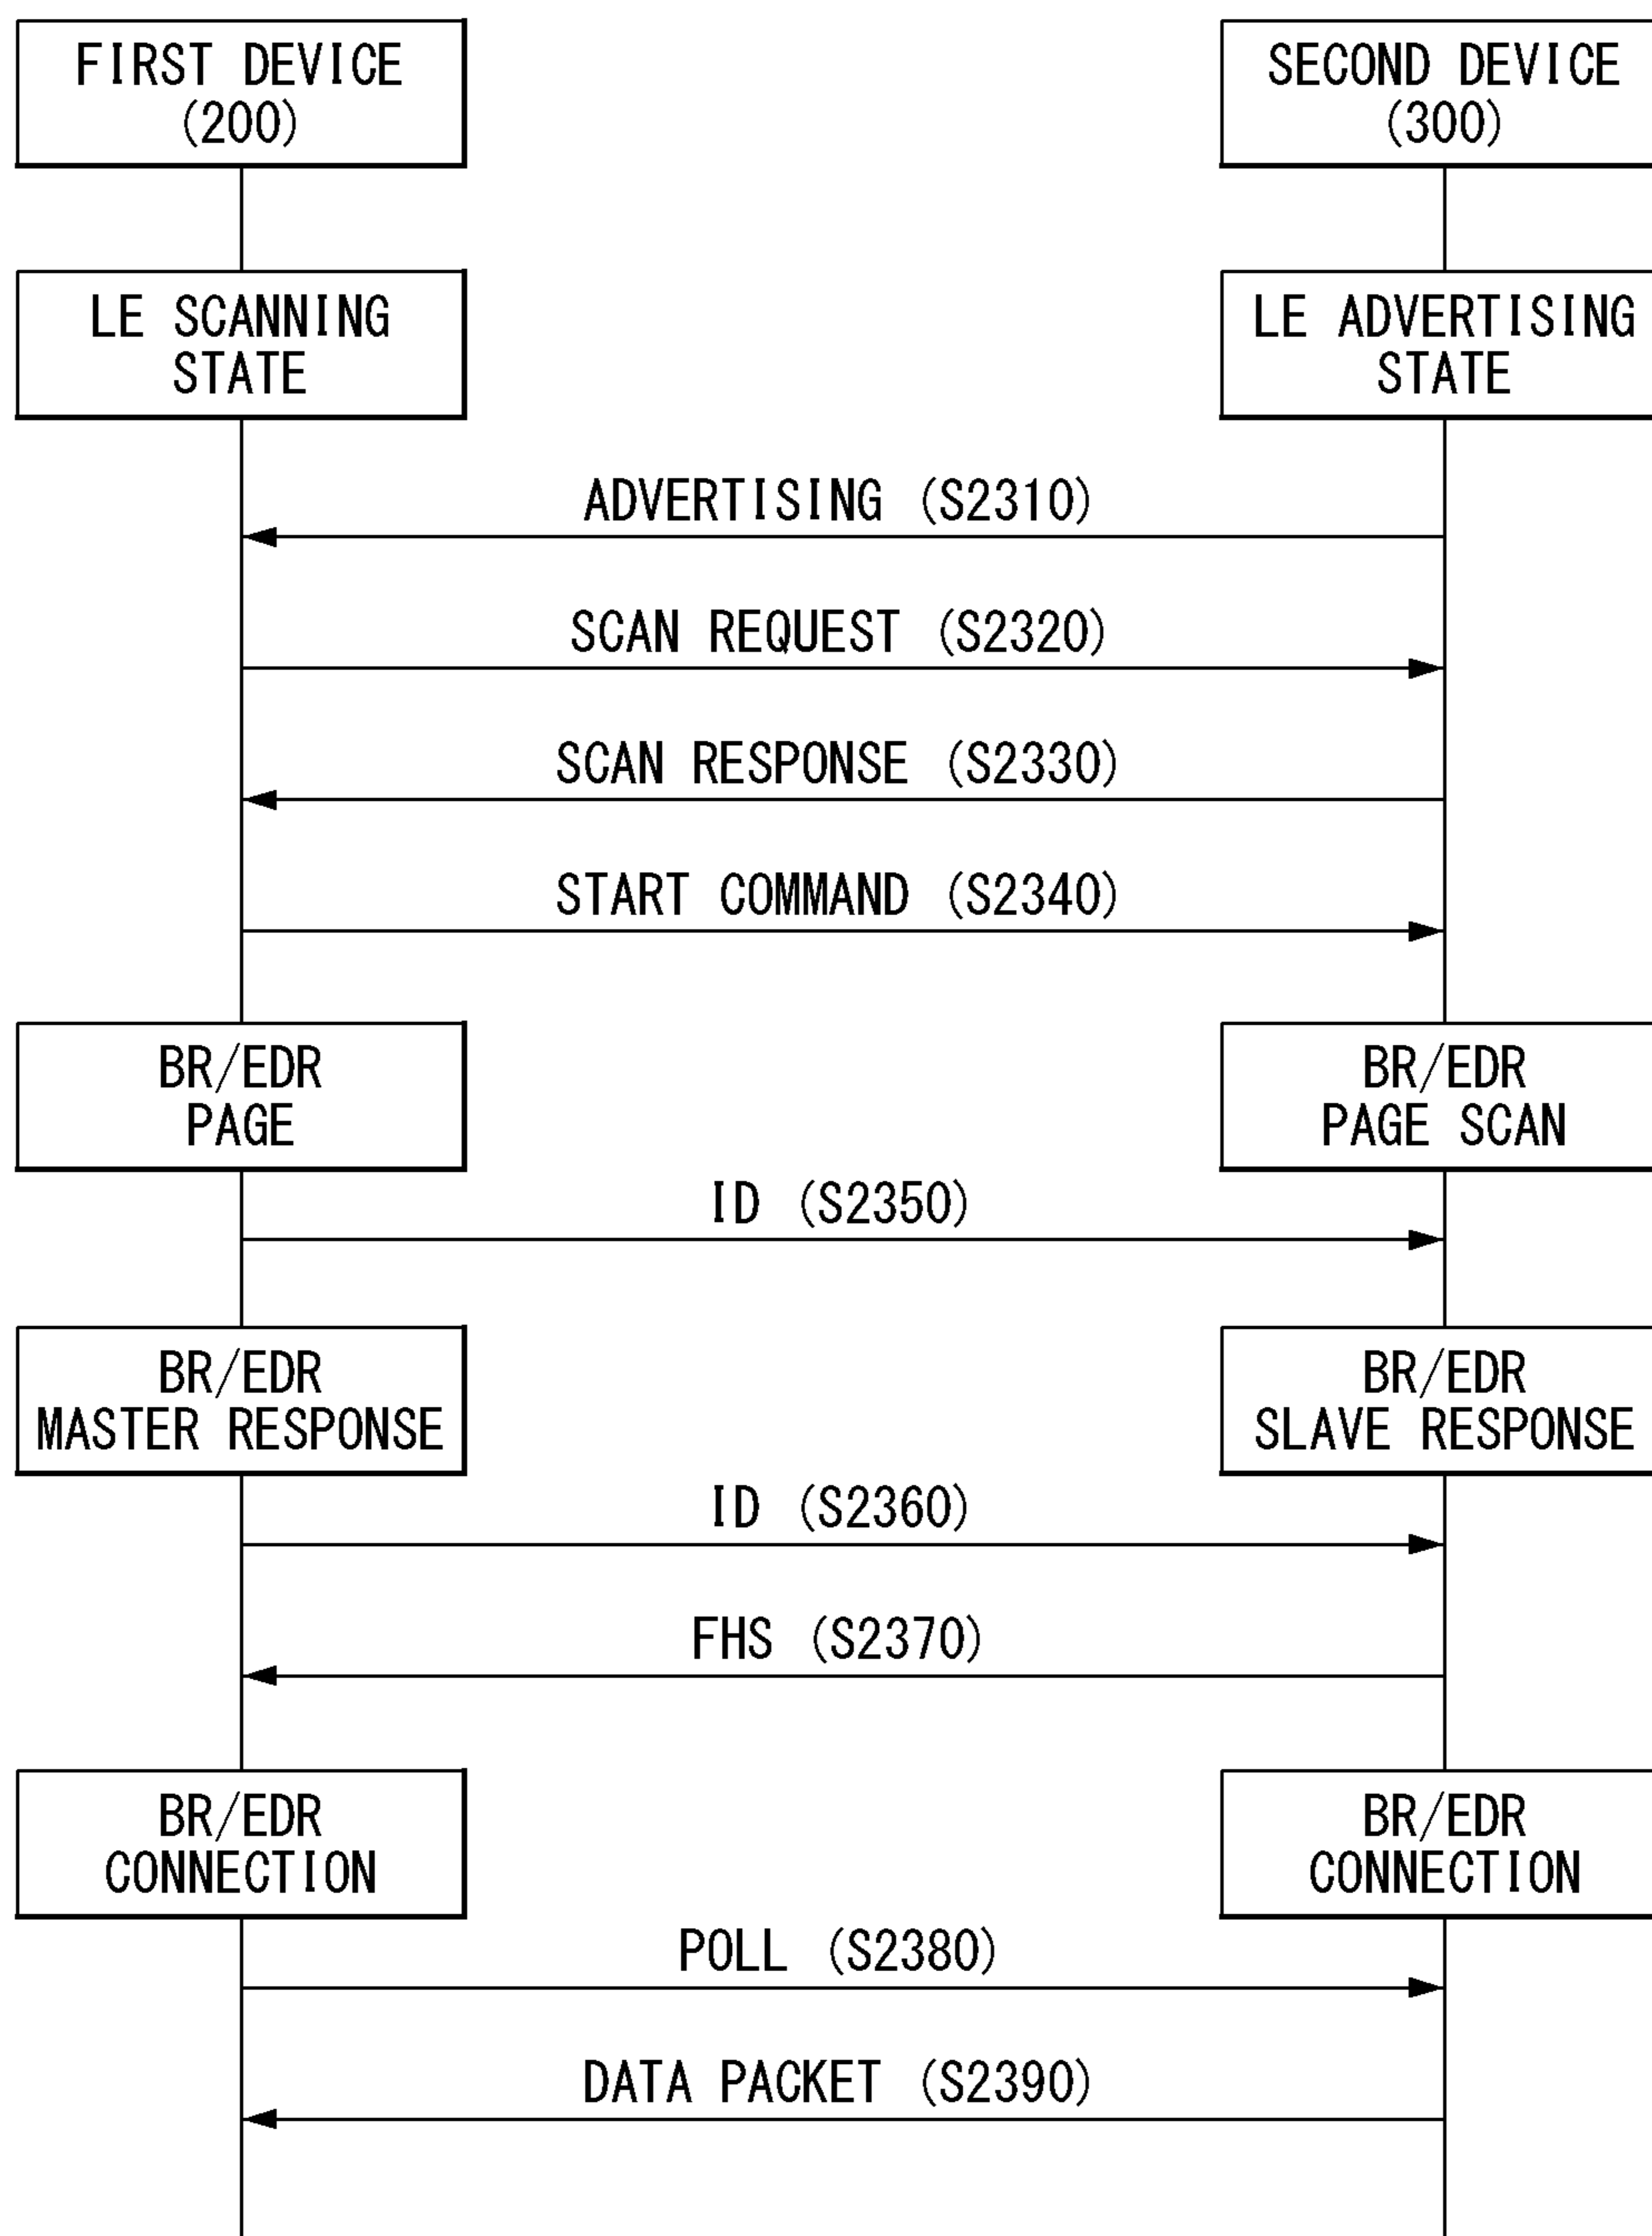 FIRST DEVICE
(200)
SECOND DEVICE
(300)
LE SCANNING
STATE
LE ADVERTISING
STATE
ADVERTISING (S2310)
SCAN REQUEST (S2320)
SCAN RESPONSE (S2330)
START COMMAND (S2340)
BR/EDR
PAGE
BR/EDR
PAGE SCAN
ID (S2350)
BR/EDR
MASTER RESPONSE
BR/EDR
SLAVE RESPONSE
ID (S2360)
FHS (S2370)
BR/EDR
CONNECTION
BR/EDR
CONNECTION
POLL (S2380)
DATA PACKET (S2390)